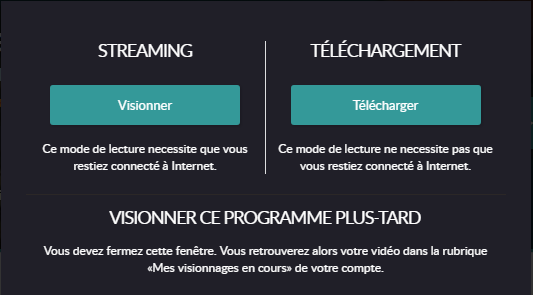 STREAMING
Visionner
Ce mode de lecture necessite que vous
restiez connecté à Internet.
TÉLÉCHARGEMENT
Télécharger
Ce mode de lecture ne necessite pas que
vous restiez connecté à Internet.
VISIONNER CE PROGRAMME PLUS-TARD
Vous devez fermez cette fenêtre. Vous retrouverez alors votre vidéo dans la rubrique
«Mes visionnages en cours» de votre compte.